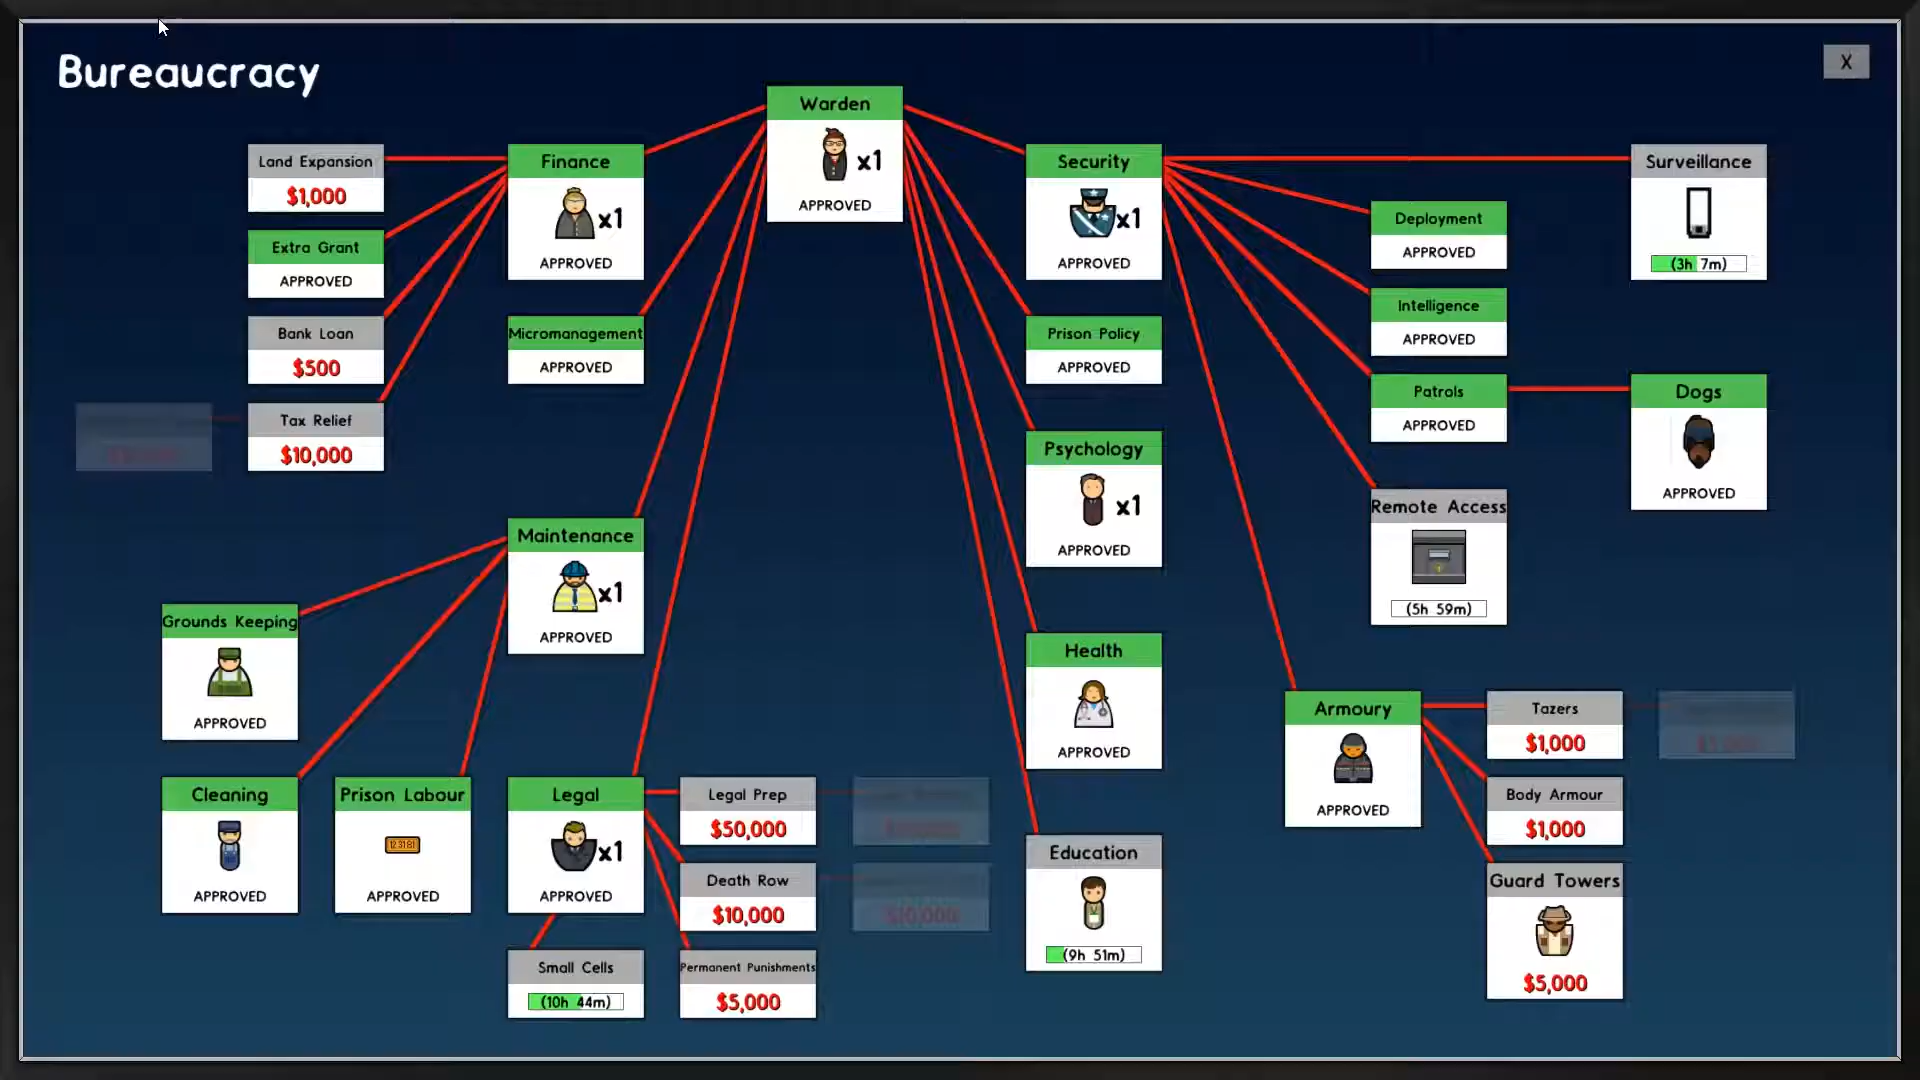 Bureaucracy
X
Warden
x1
APPROVED
Land Expansion
$1,000
Finance
x1
APPROVED
Security
x1
APPROVED
Surveillance
(3h 7m)
Extra Grant
APPROVED
Deployment
APPROVED
Intelligence
APPROVED
Bank Loan
$500
Micromanagement
APPROVED
Prison Policy
APPROVED
Patrols
APPROVED
Dogs
APPROVED
Tax Relief
$10,000
Psychology
x1
APPROVED
Remote Access
(5h 59m)
Maintenance
x1
APPROVED
Grounds Keeping
APPROVED
Health
APPROVED
Armoury
APPROVED
Tazers
$1,000
Body Armour
$1,000
Guard Towers
$5,000
Cleaning
APPROVED
Prison Labour
123181
APPROVED
Legal
x1
APPROVED
Legal Prep
$50,000
Death Row
$10,000
$10,000
Education
(9h 51m)
Small Cells
(10h 44m)
Permanent Punishments
$5,000